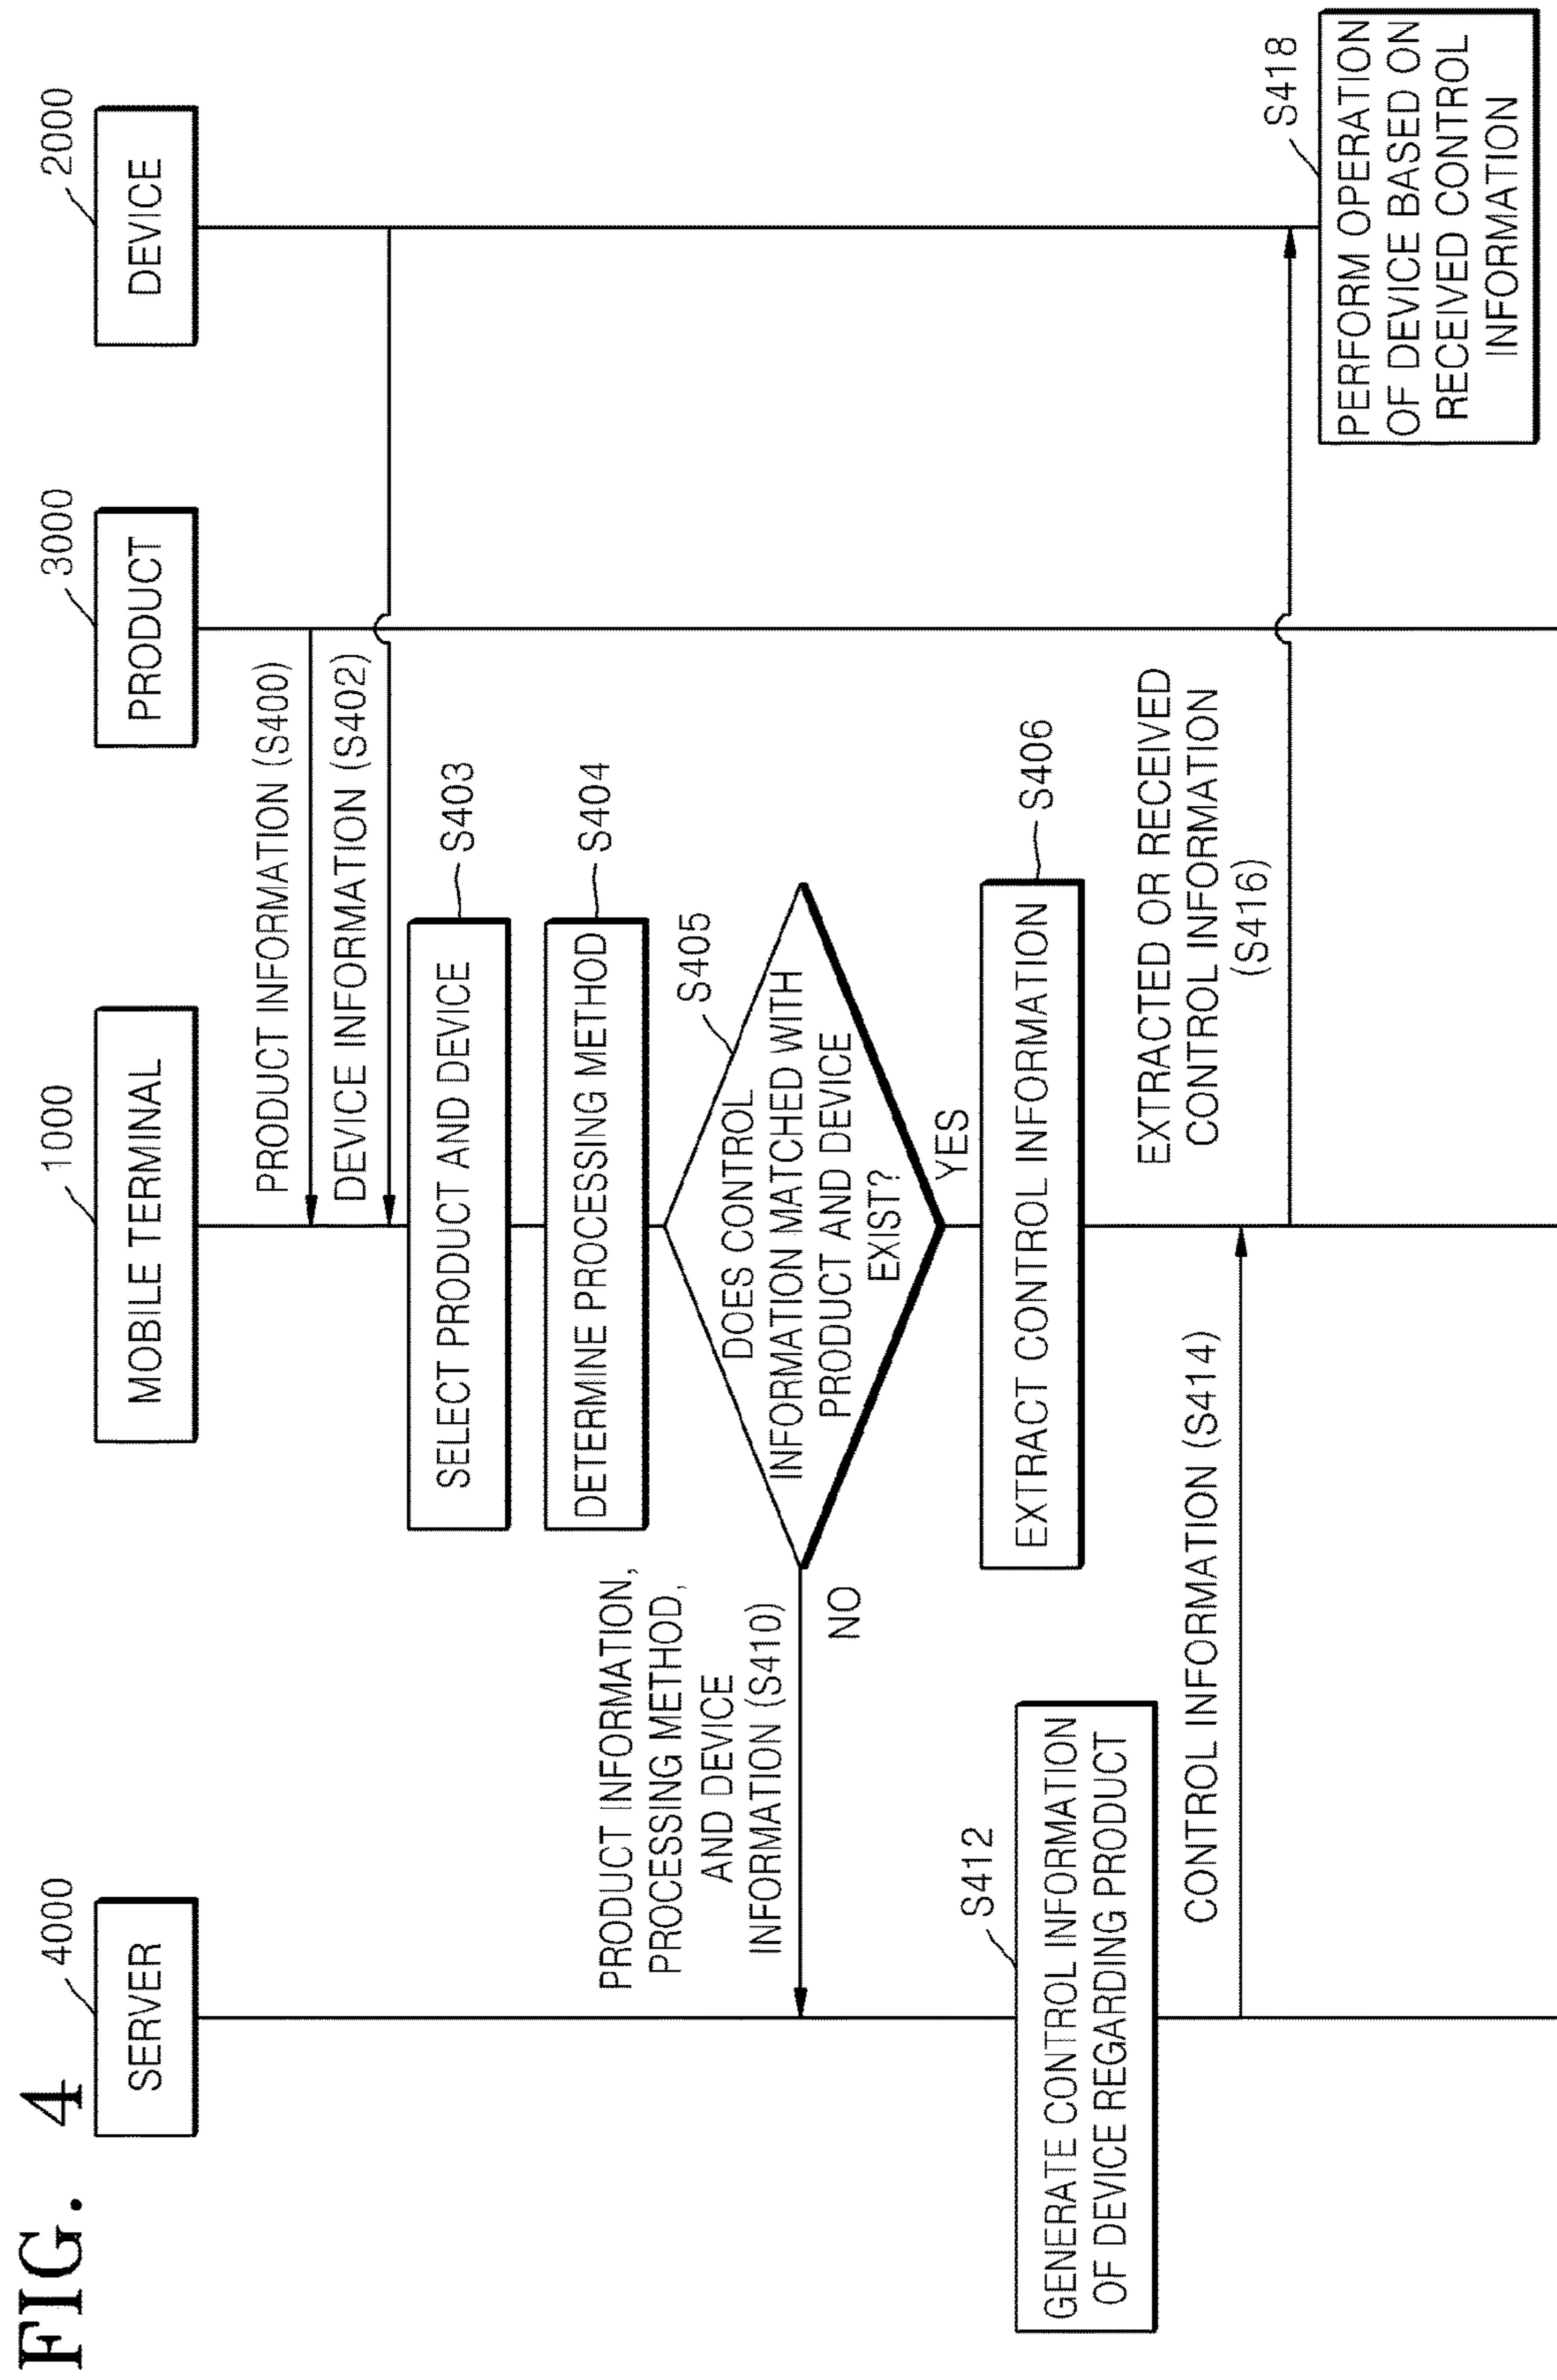 FIG. 4
4000
1000
3000
2000
SERVER
MOBILE TERMINAL
PRODUCT
DEVICE
PRODUCT INFORMATION (S400)
DEVICE INFORMATION (S402)
S403
SELECT PRODUCT AND DEVICE
S404
DETERMINE PROCESSING METHOD
S405
DOES CONTROL
INFORMATION MATCHED WITH
PRODUCT AND DEVICE
EXIST?
PRODUCT INFORMATION,
PROCESSING METHOD,
AND DEVICE
INFORMATION (S410)
NO
YES
S406
EXTRACT CONTROL INFORMATION
S412
GENERATE CONTROL INFORMATION
OF DEVICE REGARDING PRODUCT
CONTROL INFORMATION (S414)
EXTRACTED OR RECEIVED
CONTROL INFORMATION
(S416)
S418
PERFORM OPERATION
OF DEVICE BASED ON
RECEIVED CONTROL
INFORMATION